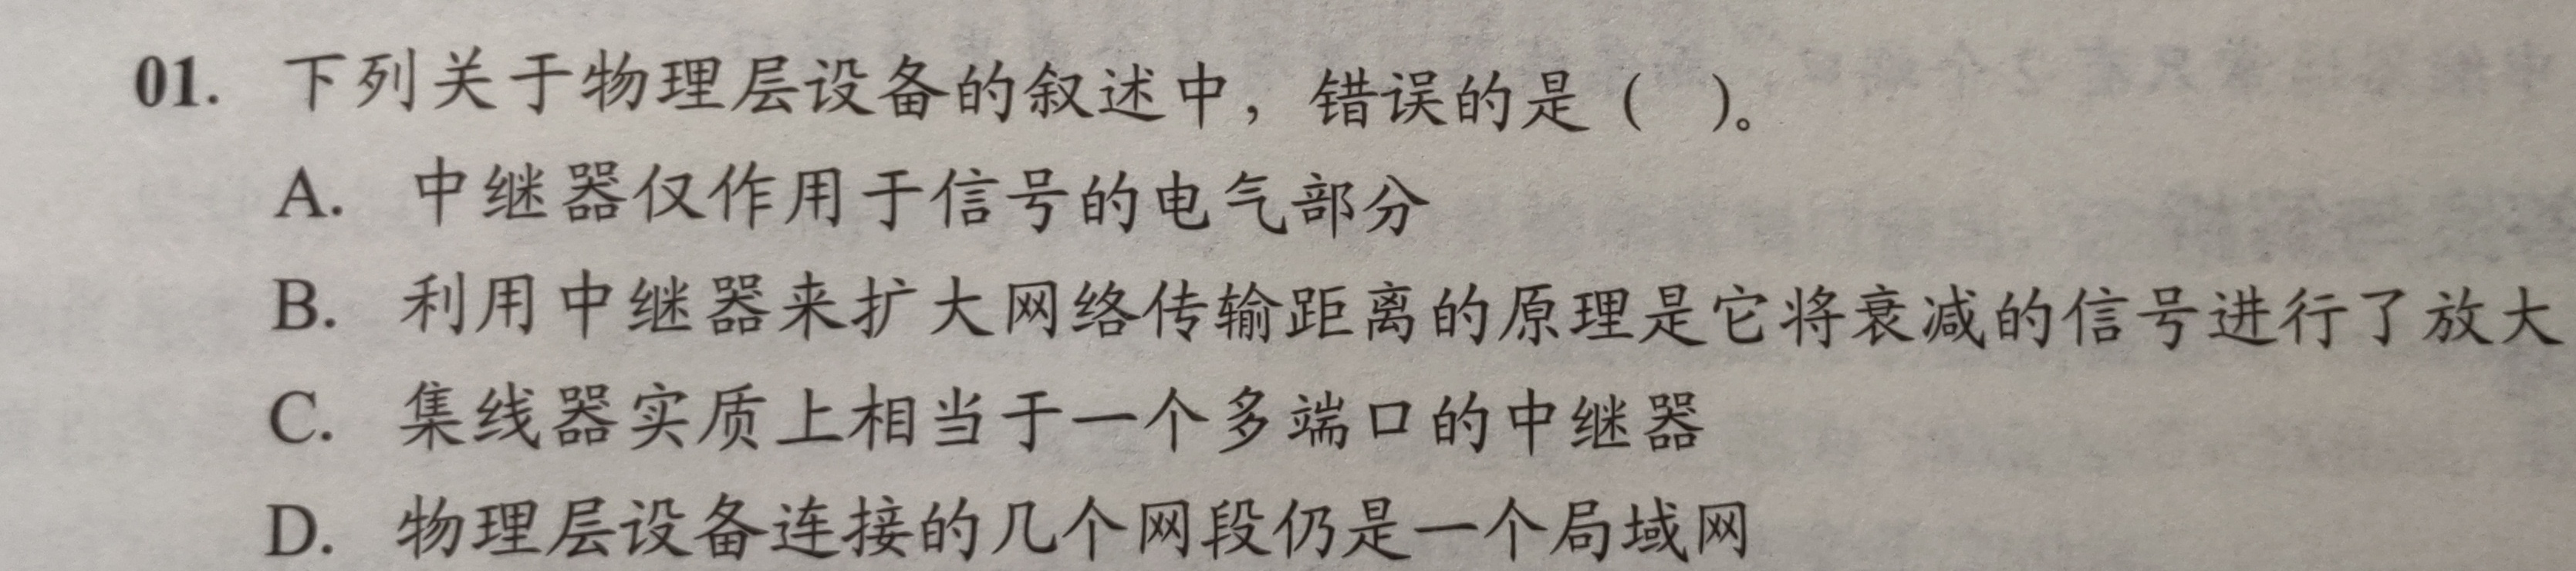 01. 下列关于物理层设备的叙述中，错误的是（ ）。
A. 中继器仅作用于信号的电气部分
B. 利用中继器来扩大网络传输距离的原理是它将衰减的信号进行了放大
C. 集线器实质上相当于一个多端口的中继器
D. 物理层设备连接的几个网段仍是一个局域网